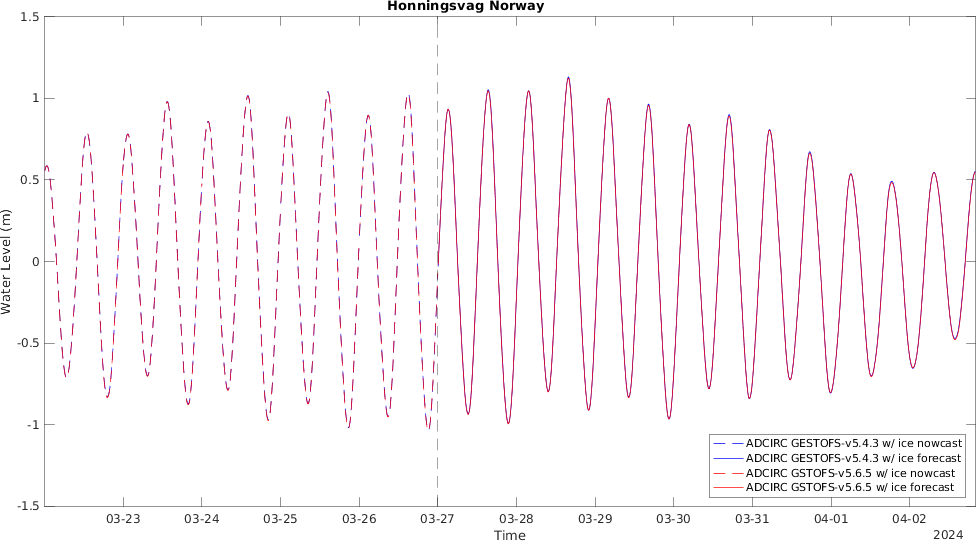 Honningsvag Norway
1.5
1
0.5
0
-0.5
-1
-1.5
Water Level (m)
03-23 03-24 03-25 03-26 03-27 03-28 03-29 03-30 03-31 04-01 04-02
Time
2024
ADCIRC GESTOFS-v5.4.3 w/ ice nowcast
ADCIRC GESTOFS-v5.4.3 w/ ice forecast
ADCIRC GSTOFS-v5.6.5 w/ ice nowcast
ADCIRC GSTOFS-v5.6.5 w/ ice forecast